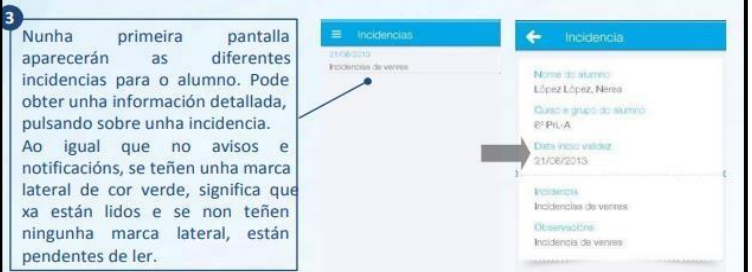 3
Nunha primeira pantalla
aparecerán as diferentes
incidencias para o alumno. Pode
obter unha información detallada,
pulsando sobre unha incidencia.
Ao igual que no avisos e
notificacións, se teñen unha marca
lateral de cor verde, significa que
xa están lidos e se non teñen
ningunha marca lateral, están
pendentes de ler.
Incidencias
21/06/2013
Incidencias de venres
Incidencia
Nome do alumno
López López, Nerea
Curso e grupo do alumno
6º Pri.-A
Data inicio validez
21/06/2013
Incidencia
Incidencias de venres
Observacións
Incidencia de venres